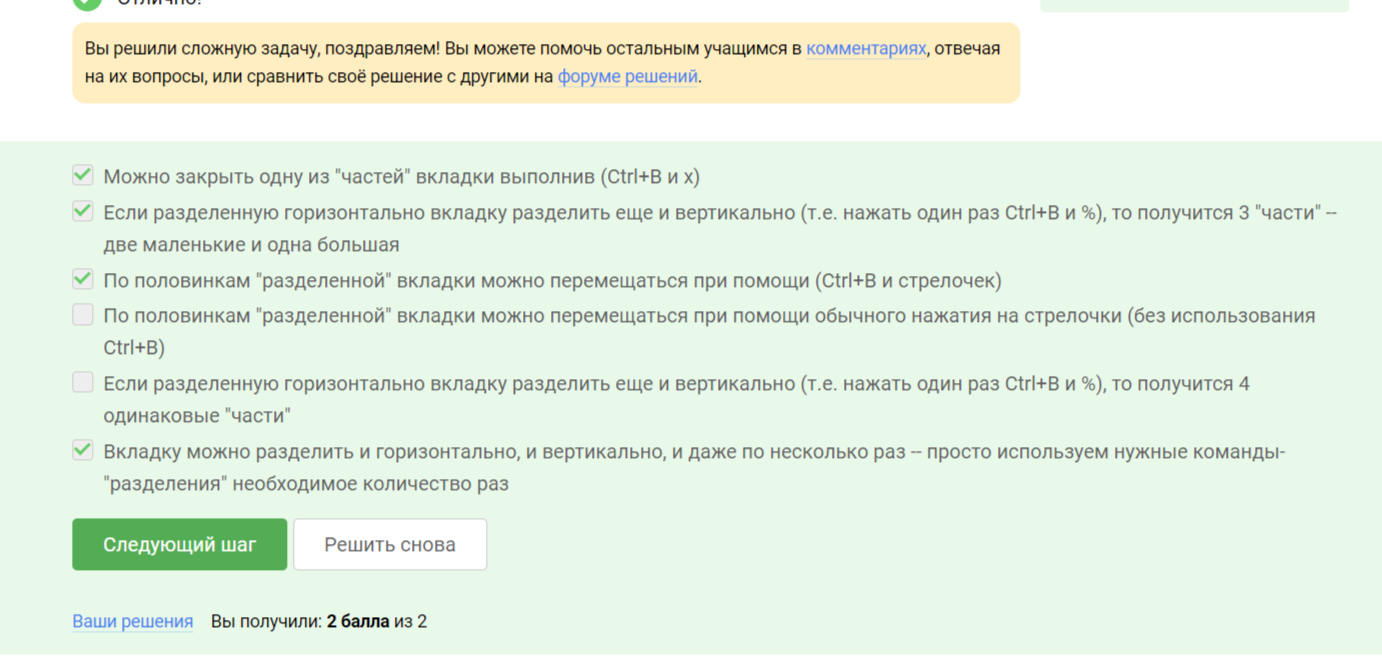 Отлично!
Вы решили сложную задачу, поздравляем! Вы можете помочь остальным учащимся в комментариях, отвечая
на их вопросы, или сравнить своё решение с другими на форуме решений.
Можно закрыть одну из "частей" вкладки выполнив (Ctrl+B и x)
Если разделенную горизонтально вкладку разделить еще и вертикально (т.е. нажать один раз Ctrl+B и %), то получится 3 "части" --
две маленькие и одна большая
По половинкам "разделенной" вкладки можно перемещаться при помощи (Ctrl+B и стрелочек)
По половинкам "разделенной" вкладки можно перемещаться при помощи обычного нажатия на стрелочки (без использования
Ctrl+B)
Если разделенную горизонтально вкладку разделить еще и вертикально (т.е. нажать один раз Ctrl+B и %), то получится 4
одинаковые "части"
Вкладку можно разделить и горизонтально, и вертикально, и даже по несколько раз -- просто используем нужные команды-
"разделения" необходимое количество раз
Следующий шаг Решить снова
Ваши решения Вы получили: 2 балла из 2